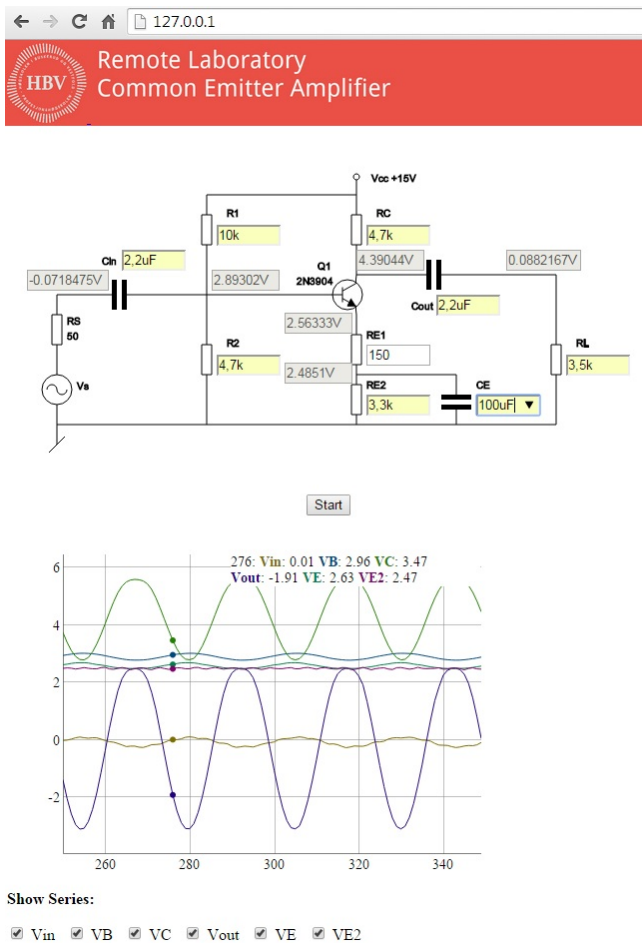 127.0.0.1
HBV
Remote Laboratory
Common Emitter Amplifier
Vcc +15V
R1
10k
RC
4,7k
Cin 2,2uF
Q1
2N3904
4.39044V
0.0882167V
-0.0718475V
2.89302V
Cout 2,2uF
RS
50
2.56333V
RE1
150
R2
4,7k
RL
3,5k
2.4851V
Vs
RE2
3,3k
CE
100uF
Start
276: Vin: 0.01 VB: 2.96 VC: 3.47
Vout: -1.91 VE: 2.63 VE2: 2.47
6
4
2
0
-2
260 280 300 320 340
Show Series:
Vin VB VC Vout VE VE2